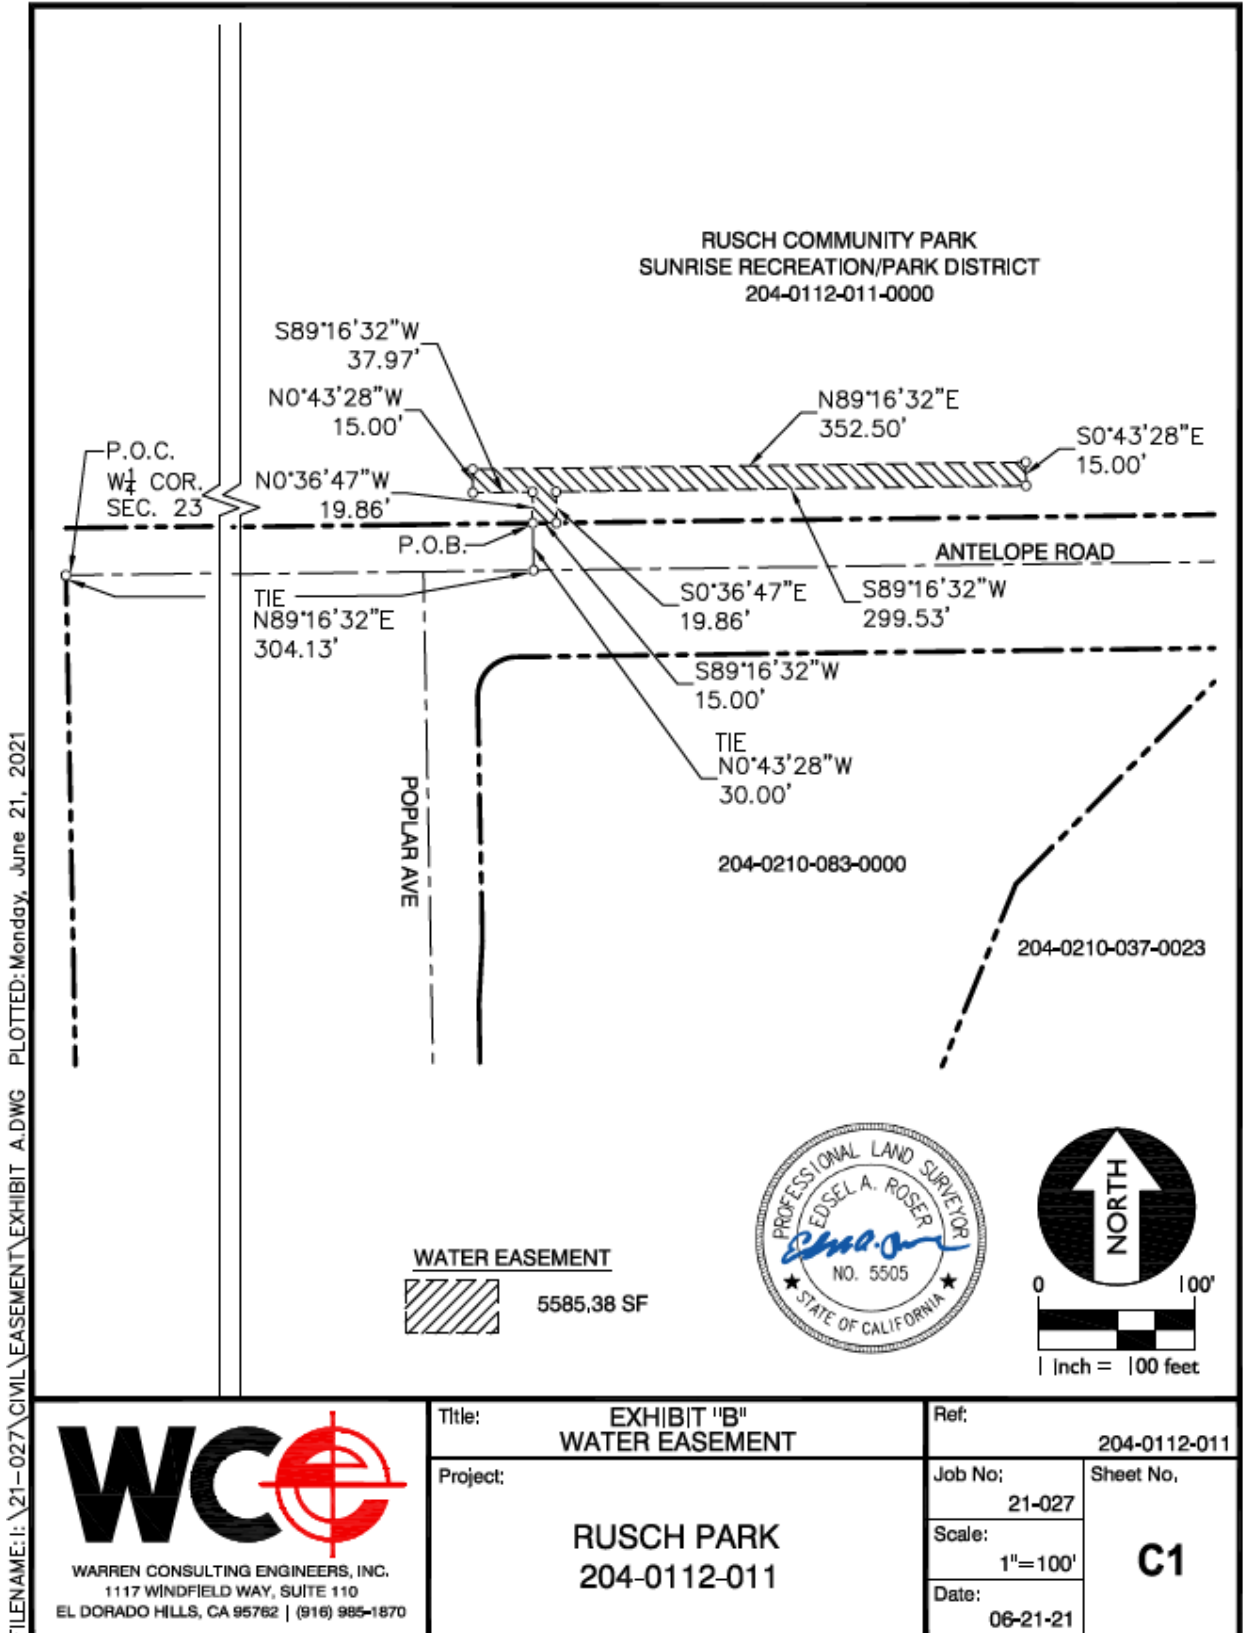 RUSCH COMMUNITY PARK
SUNRISE RECREATION/PARK DISTRICT
204-0112-011-0000
S89°16'32"W
37.97'
N0°43'28"W
15.00'
N89°16'32"E
352.50'
S0°43'28"E
15.00'
P.O.C.
W1/4 COR.
SEC. 23
N0°36'47"W
19.86'
P.O.B.
ANTELOPE ROAD
TIE
N89°16'32"E
304.13'
S0°36'47"E
19.86'
S89°16'32"W
299.53'
S89°16'32"W
15.00'
TIE
N0°43'28"W
30.00'
POPLAR AVE
204-0210-083-0000
204-0210-037-0023
WATER EASEMENT
5585.38 SF
PROFESSIONAL LAND SURVEYOR
EDSEL A. ROSER
NO. 5505
STATE OF CALIFORNIA
NORTH
0 100'
1 inch = 100 feet
FILENAME: I: \21-027\CIVIL\EASEMENT\EXHIBIT A.DWG PLOTTED: Monday, June 21, 2021
WCE
WARREN CONSULTING ENGINEERS, INC.
1117 WINDFIELD WAY, SUITE 110
EL DORADO HILLS, CA 95762 | (916) 985-1870
Title:
EXHIBIT "B"
WATER EASEMENT
Project:
RUSCH PARK
204-0112-011
Ref:
204-0112-011
Job No:
21-027
Sheet No.
C1
Scale:
1"=100'
Date:
06-21-21